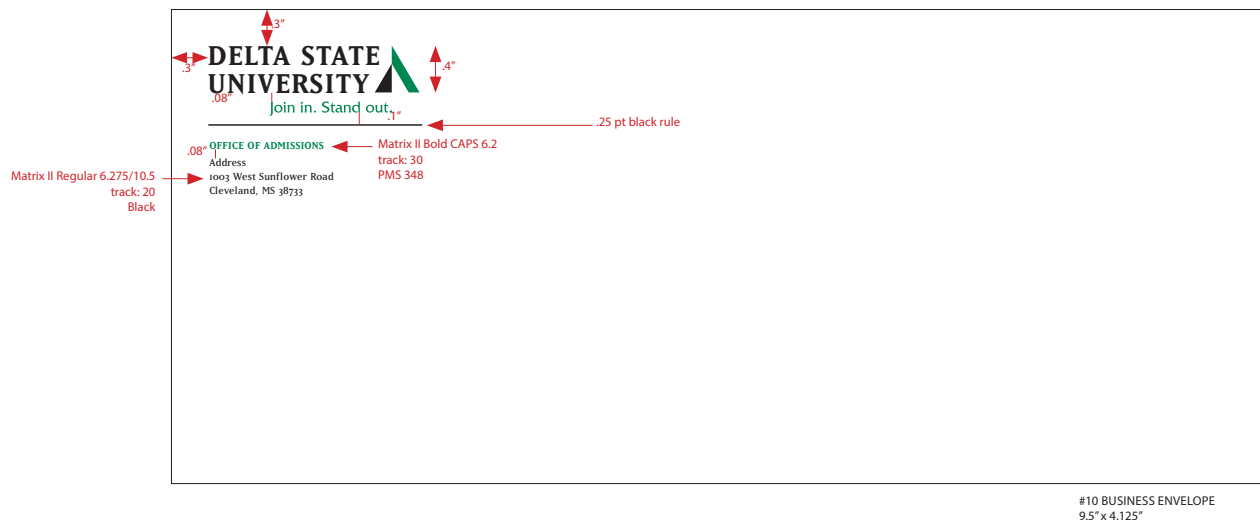 .3”
.3”
DELTA STATE
UNIVERSITY
.4”
.08”
Join in. Stand out.
.1”
.25 pt black rule
.08”
OFFICE OF ADMISSIONS
Matrix II Bold CAPS 6.2
track: 30
PMS 348
Address
1003 West Sunflower Road
Cleveland, MS 38733
Matrix II Regular 6.275/10.5
track: 20
Black
#10 BUSINESS ENVELOPE
9.5” x 4.125”